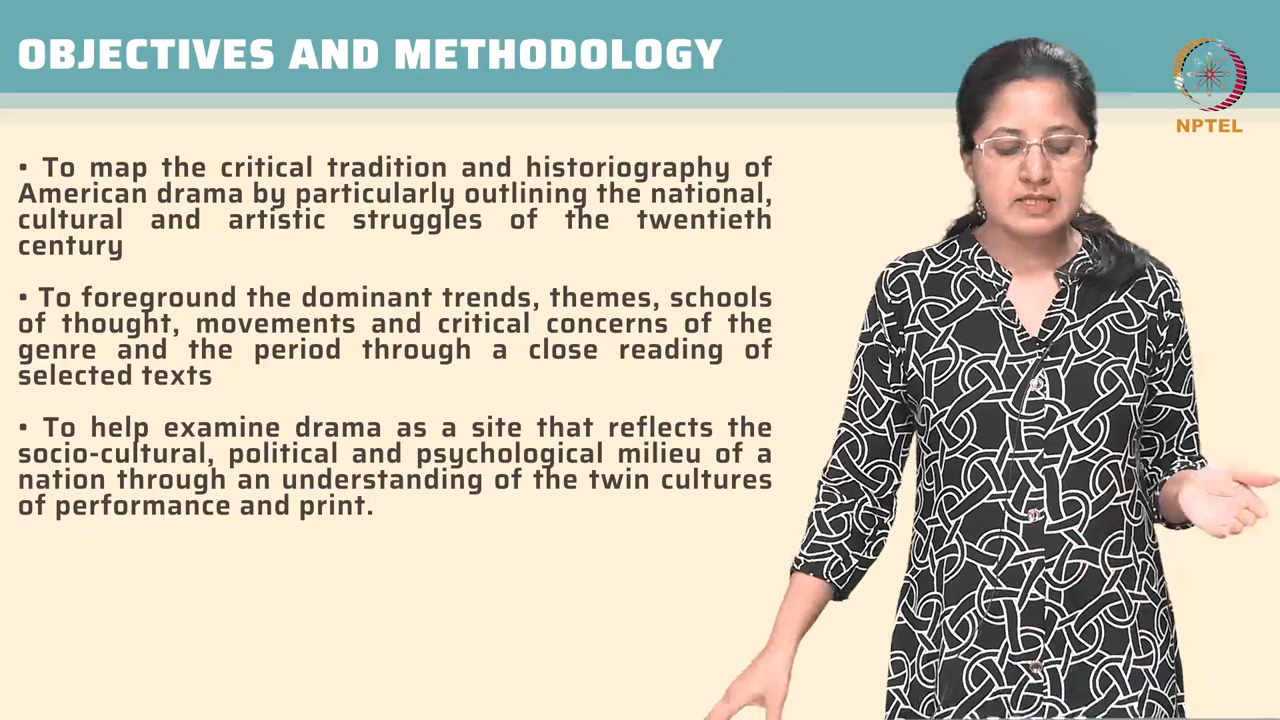 OBJECTIVES AND METHODOLOGY
NPTEL
• To map the critical tradition and historiography of
American drama by particularly outlining the national,
cultural and artistic struggles of the twentieth
century
• To foreground the dominant trends, themes, schools
of thought, movements and critical concerns of the
genre and the period through a close reading of
selected texts
• To help examine drama as a site that reflects the
socio-cultural, political and psychological milieu of a
nation through an understanding of the twin cultures
of performance and print.